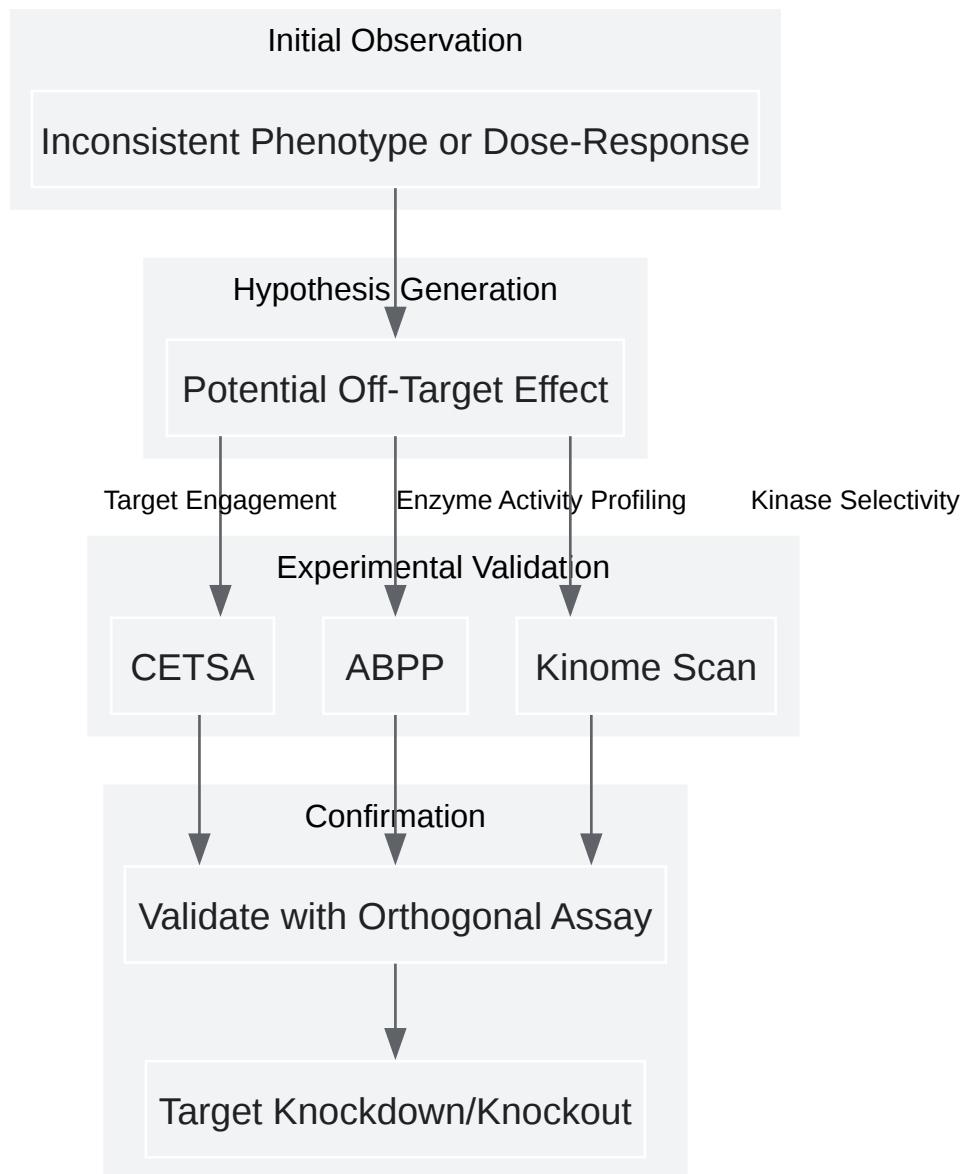 Initial Observation
Inconsistent Phenotype or Dose-Response
Hypothesis Generation
Potential Off-Target Effect
Target Engagement
Enzyme Activity Profiling
Kinase Selectivity
Experimental Validation
CETSA
ABPP
Kinome Scan
Confirmation
Validate with Orthogonal Assay
Target Knockdown/Knockout